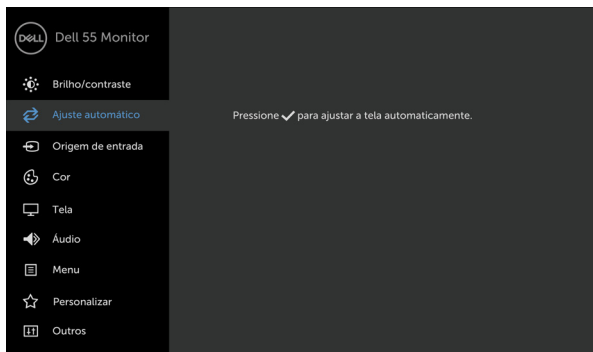 DELL Dell 55 Monitor
Brilho/contraste
Ajuste automático
Pressione ✓ para ajustar a tela automaticamente.
Origem de entrada
Cor
Tela
Áudio
Menu
Personalizar
Outros